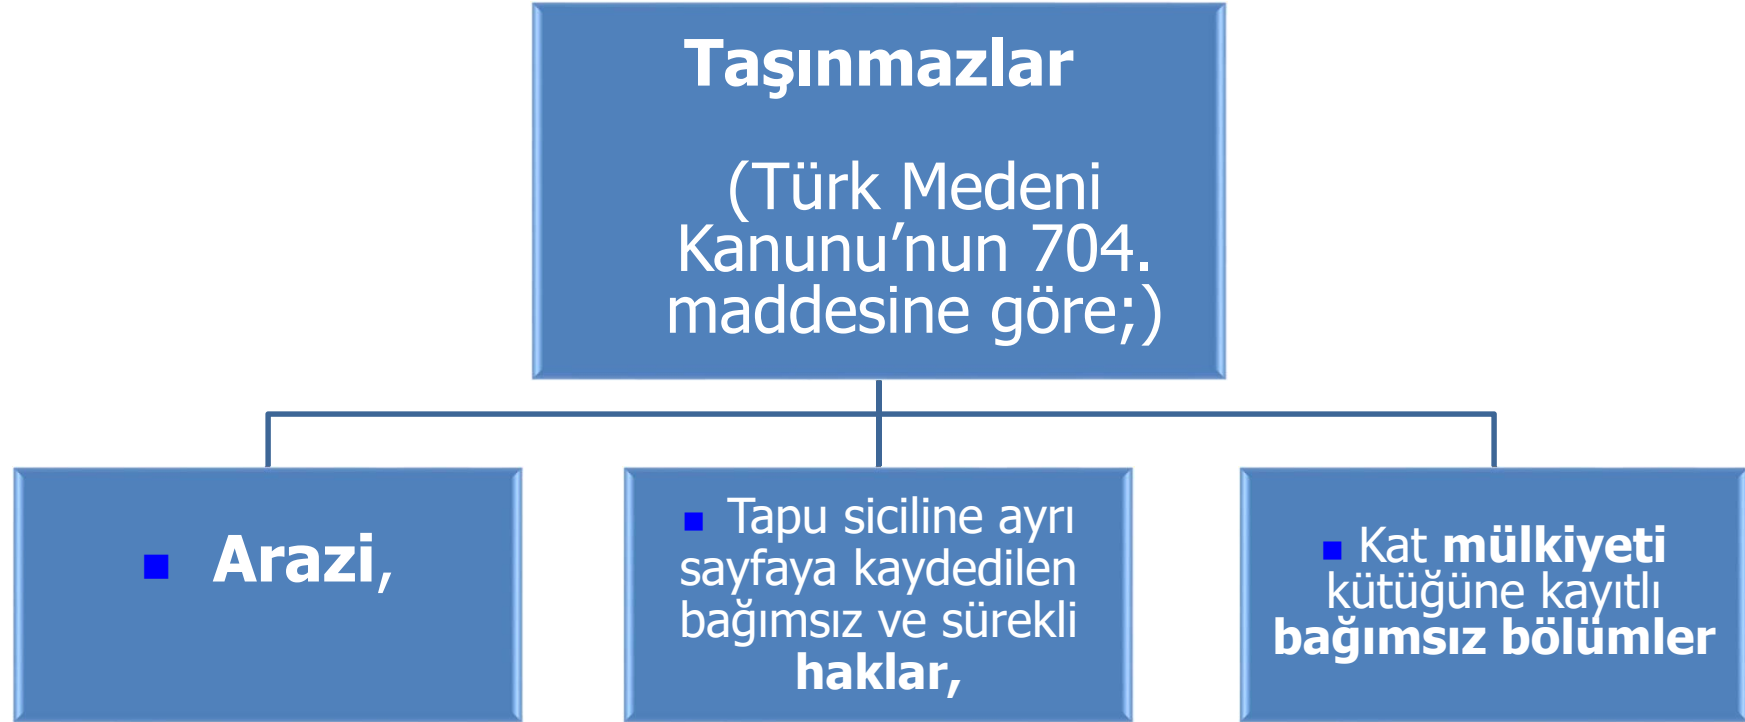 Taşınmazlar
(Türk Medeni
Kanunu’nun 704.
maddesine göre;)
▪ Arazi,
▪ Tapu siciline ayrı
sayfaya kaydedilen
bağımsız ve sürekli
haklar,
▪ Kat mülkiyeti
kütüğüne kayıtlı
bağımsız bölümler